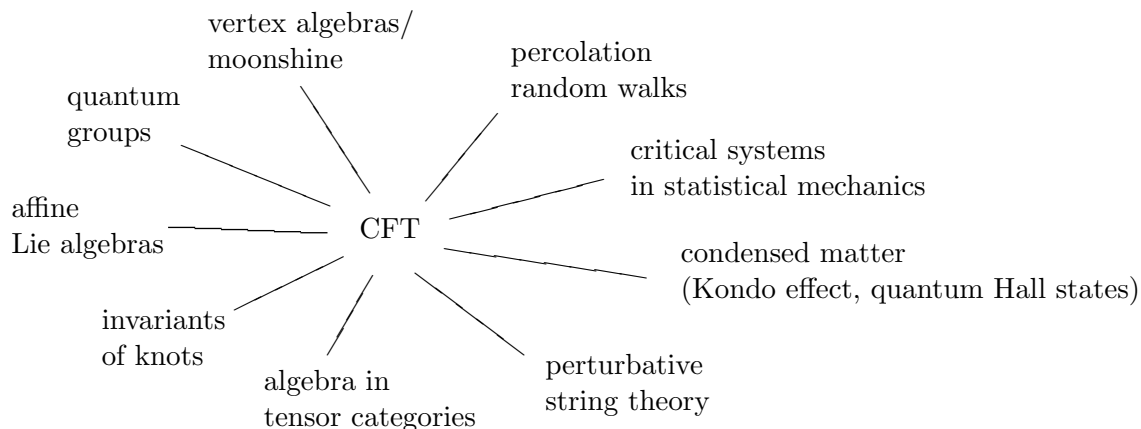 vertex algebras/
moonshine
percolation
random walks
quantum
groups
critical systems
in statistical mechanics
affine
Lie algebras
CFT
condensed matter
(Kondo effect, quantum Hall states)
invariants
of knots
perturbative
string theory
algebra in
tensor categories